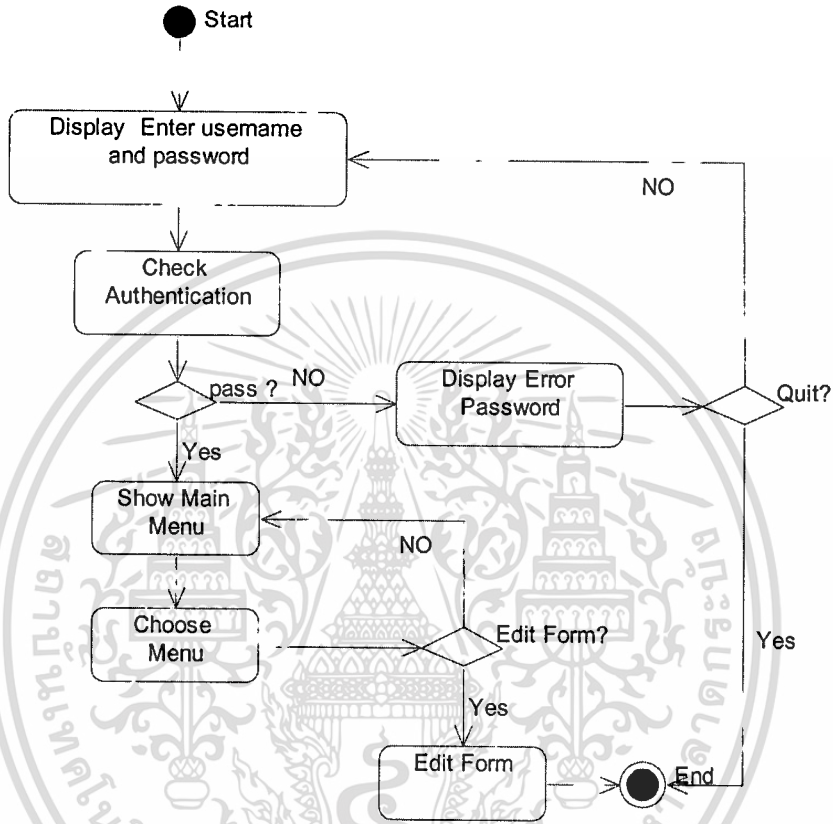 Start
Display Enter username
and password
NO
Check
Authentication
pass ?
NO
Display Error
Password
Quit?
Yes
Show Main
Menu
NO
Choose
Menu
Edit Form?
Yes
Yes
Edit Form
End